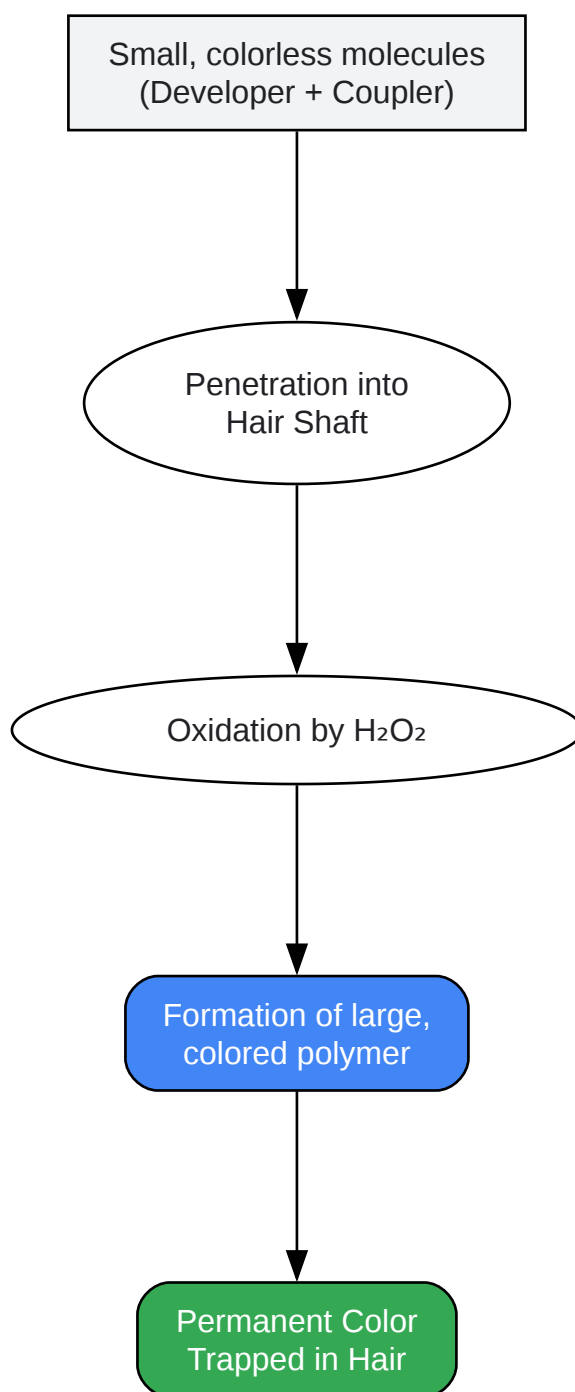 Small, colorless molecules
(Developer + Coupler)
Penetration into
Hair Shaft
Oxidation by H₂O₂
Formation of large,
colored polymer
Permanent Color
Trapped in Hair